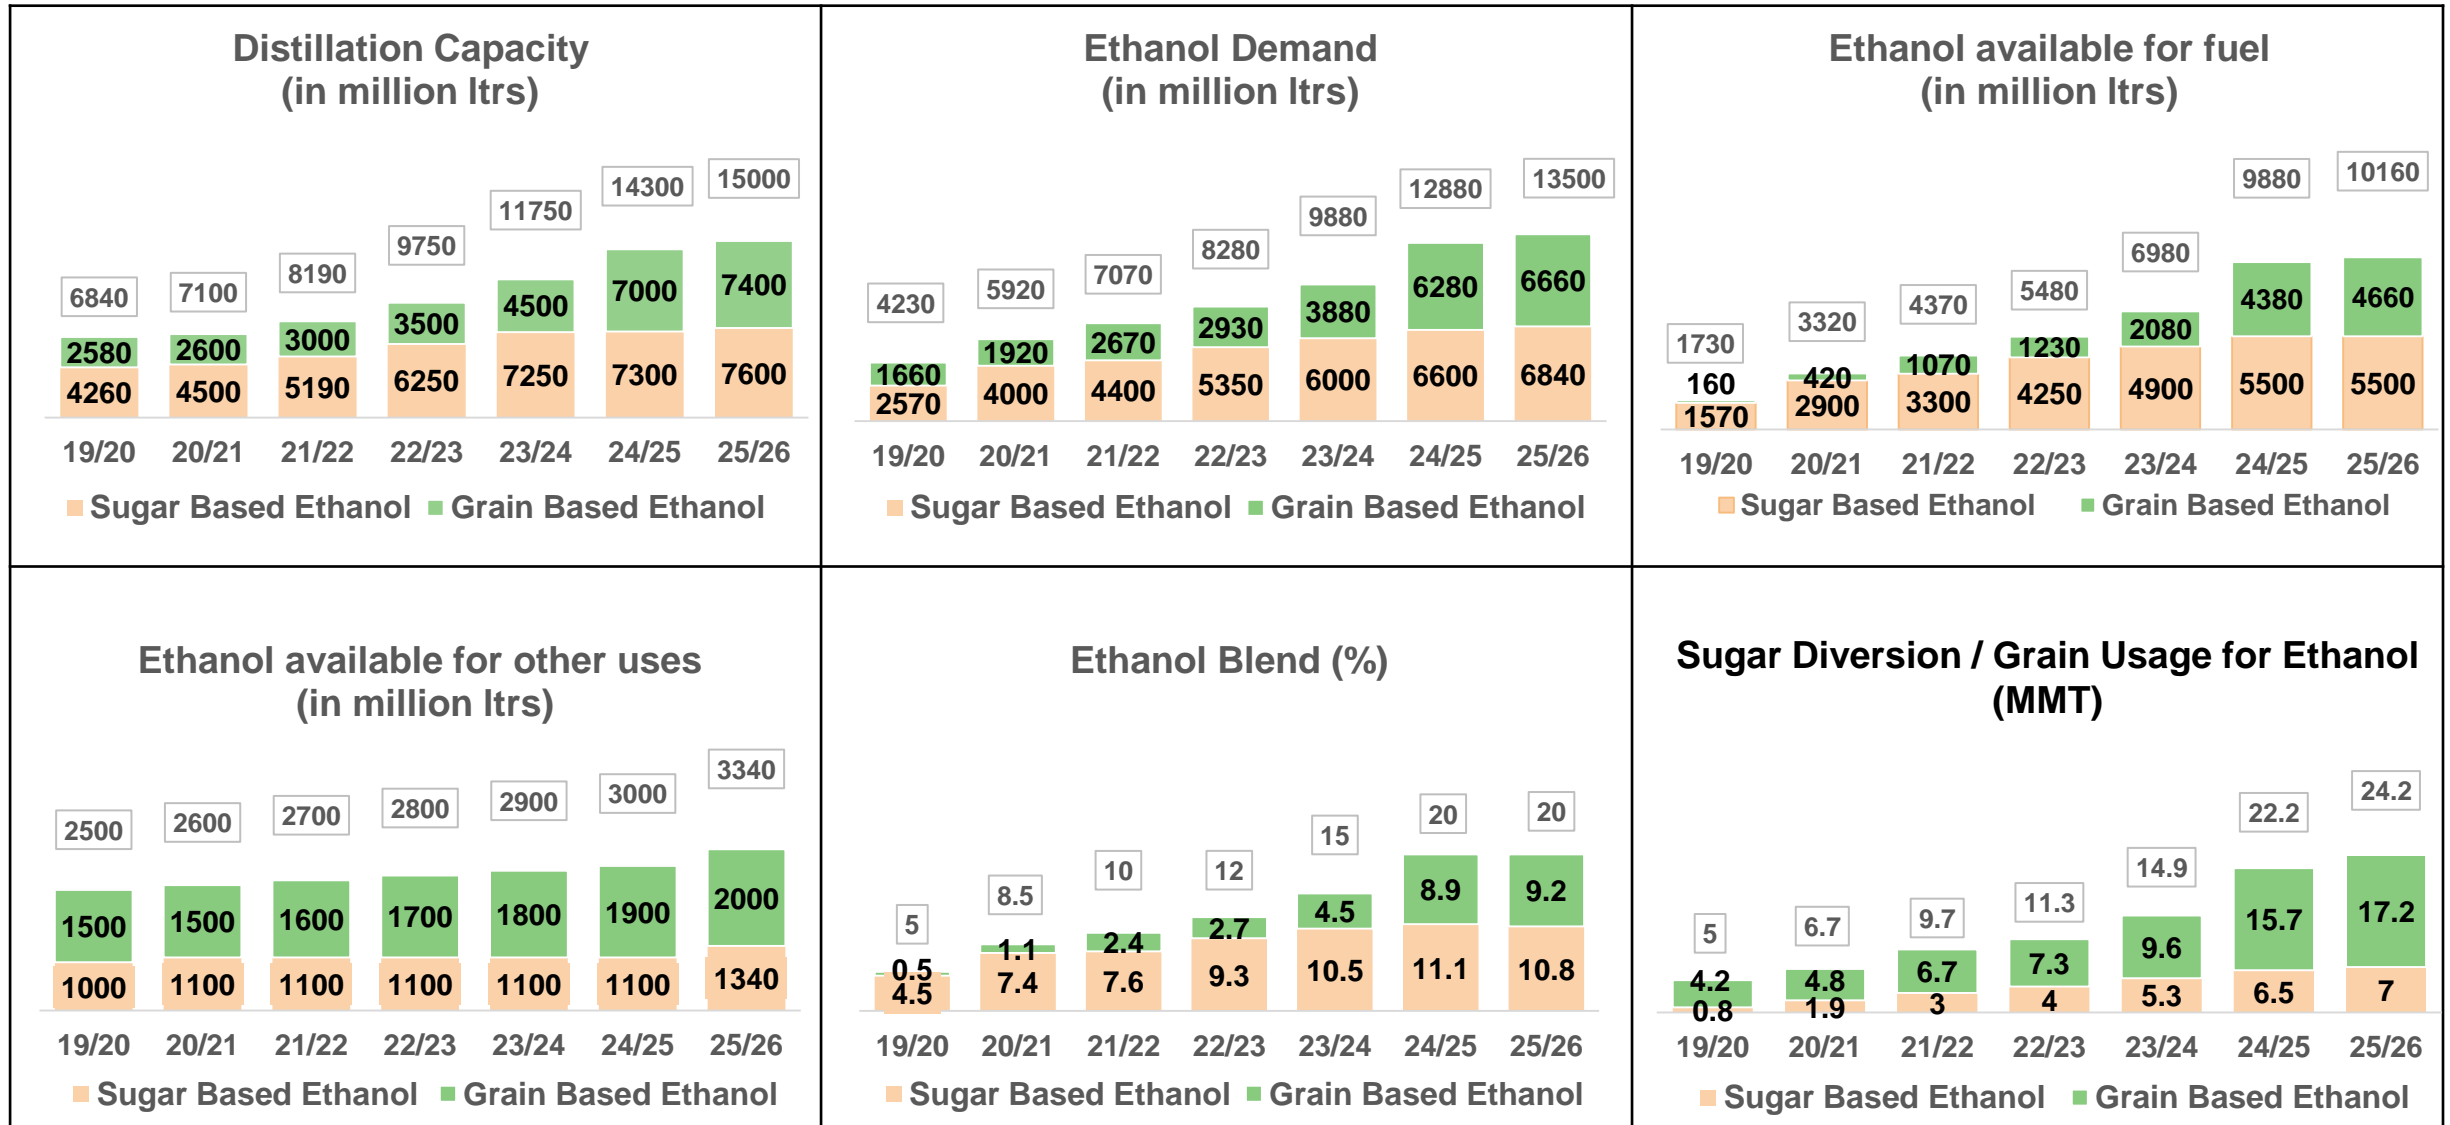 Distillation Capacity
(in million ltrs)
6840 7100 8190 9750 11750 14300 15000
2580 2600 3000 3500 4500 7000 7400
4260 4500 5190 6250 7250 7300 7600
19/20 20/21 21/22 22/23 23/24 24/25 25/26
Sugar Based Ethanol Grain Based Ethanol
Ethanol Demand
(in million ltrs)
4230 5920 7070 8280 9880 12880 13500
1660 1920 2670 2930 3880 6280 6660
2570 4000 4400 5350 6000 6600 6840
19/20 20/21 21/22 22/23 23/24 24/25 25/26
Sugar Based Ethanol Grain Based Ethanol
Ethanol available for fuel
(in million ltrs)
1730 3320 4370 5480 6980 9880 10160
160 420 1070 1230 2080 4380 4660
1570 2900 3300 4250 4900 5500 5500
19/20 20/21 21/22 22/23 23/24 24/25 25/26
Sugar Based Ethanol Grain Based Ethanol
Ethanol available for other uses
(in million ltrs)
2500 2600 2700 2800 2900 3000 3340
1500 1500 1600 1700 1800 1900 2000
1000 1100 1100 1100 1100 1100 1340
19/20 20/21 21/22 22/23 23/24 24/25 25/26
Sugar Based Ethanol Grain Based Ethanol
Ethanol Blend (%)
5 8.5 10 12 15 20 20
0.5 1.1 2.4 2.7 4.5 8.9 9.2
4.5 7.4 7.6 9.3 10.5 11.1 10.8
19/20 20/21 21/22 22/23 23/24 24/25 25/26
Sugar Based Ethanol Grain Based Ethanol
Sugar Diversion / Grain Usage for Ethanol
(MMT)
5 6.7 9.7 11.3 14.9 22.2 24.2
4.2 4.8 6.7 7.3 9.6 15.7 17.2
0.8 1.9 3 4 5.3 6.5 7
19/20 20/21 21/22 22/23 23/24 24/25 25/26
Sugar Based Ethanol Grain Based Ethanol